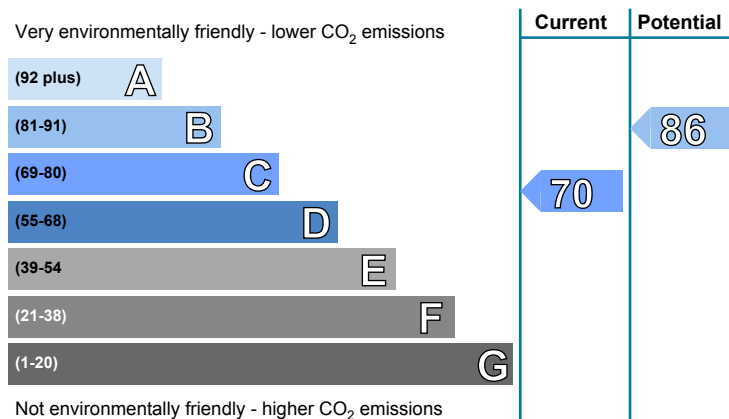 Current Potential
Very environmentally friendly - lower CO2 emissions
(92 plus) A
(81-91) B 86
(69-80) C 70
(55-68) D
(39-54 E
(21-38) F
(1-20) G
Not environmentally friendly - higher CO2 emissions